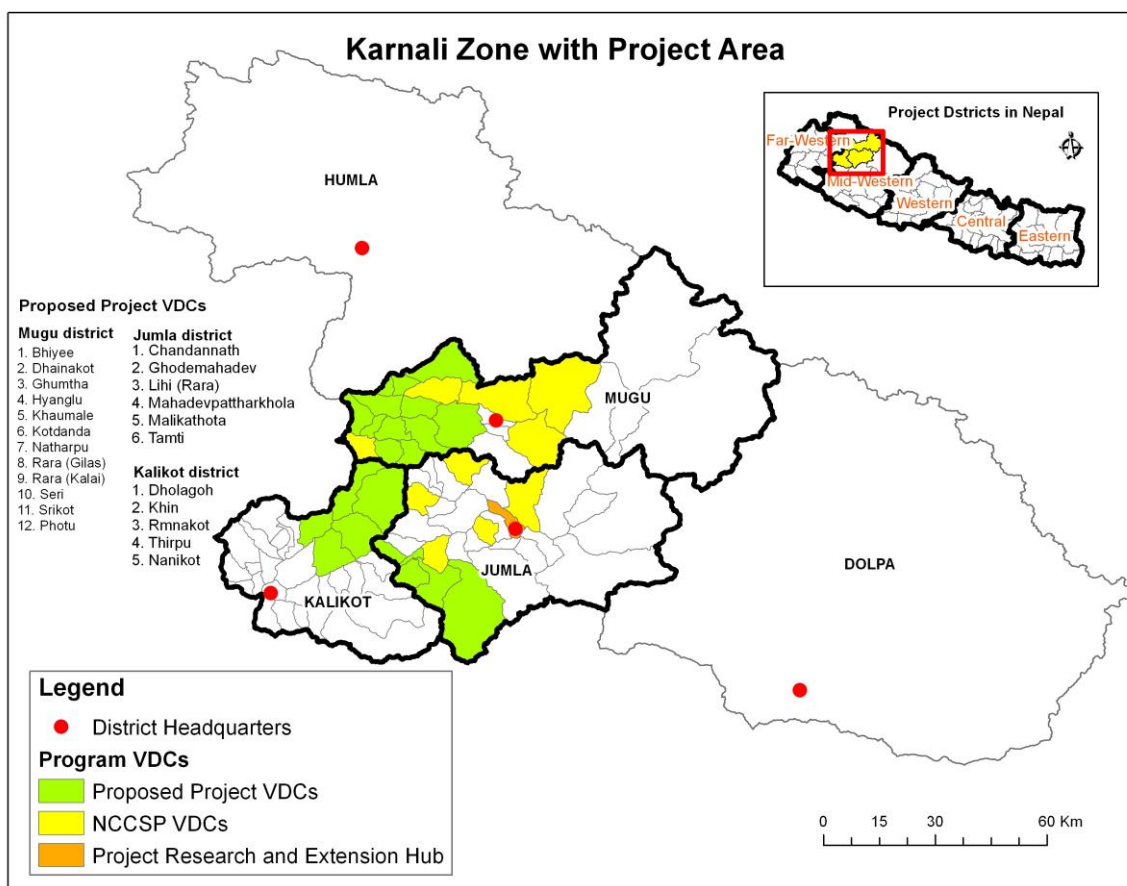 Karnali Zone with Project Area
Project Dstricts in Nepal
Far-Western
Mid-Western
Western
Central
Eastern
HUMLA
MUGU
DOLPA
JUMLA
KALIKOT
Proposed Project VDCs
Mugu district
1. Bhiyee
2. Dhainakot
3. Ghumtha
4. Hyanglu
5. Khaumale
6. Kotdanda
7. Natharpu
8. Rara (Gilas)
9. Rara (Kalai)
10. Seri
11. Srikot
12. Photu
Jumla district
1. Chandannath
2. Ghodemahadev
3. Lihi (Rara)
4. Mahadevpattharkhola
5. Malikathota
6. Tamti
Kalikot district
1. Dholagoh
2. Khin
3. Rmnakot
4. Thirpu
5. Nanikot
Legend
District Headquarters
Program VDCs
Proposed Project VDCs
NCCSP VDCs
Project Research and Extension Hub
0 15 30 60 Km